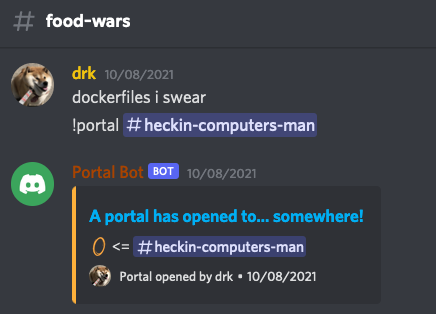 # food-wars
drk 10/08/2021
dockerfiles i swear
!portal #heckin-computers-man
Portal Bot BOT 10/08/2021
A portal has opened to... somewhere!
<= #heckin-computers-man
Portal opened by drk • 10/08/2021